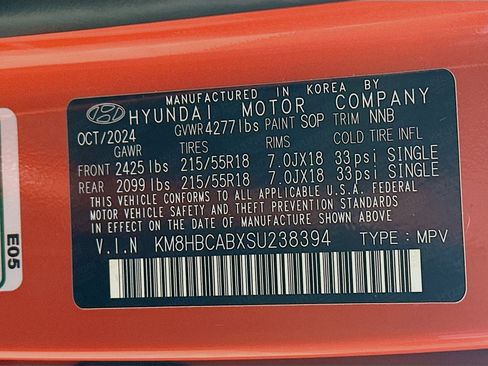 MANUFACTURED IN KOREA BY
HYUNDAI MOTOR COMPANY
OCT/2024 GVWR 4277lbs PAINT SOP TRIM NNB
GAWR TIRES RIMS COLD TIRE INFL
FRONT 2425lbs 215/55R18 7.0JX18 33psi SINGLE
REAR 2099lbs 215/55R18 7.0JX18 33psi SINGLE
THIS VEHICLE CONFORMS TO ALL APPLICABLE U.S.A. FEDERAL
MOTOR VEHICLE SAFETY AND THEFT PREVENTION STANDARDS
IN EFFECT ON THE DATE OF MANUFACTURE SHOWN ABOVE.
V.I.N KM8HBCABXSU238394 TYPE : MPV
E05